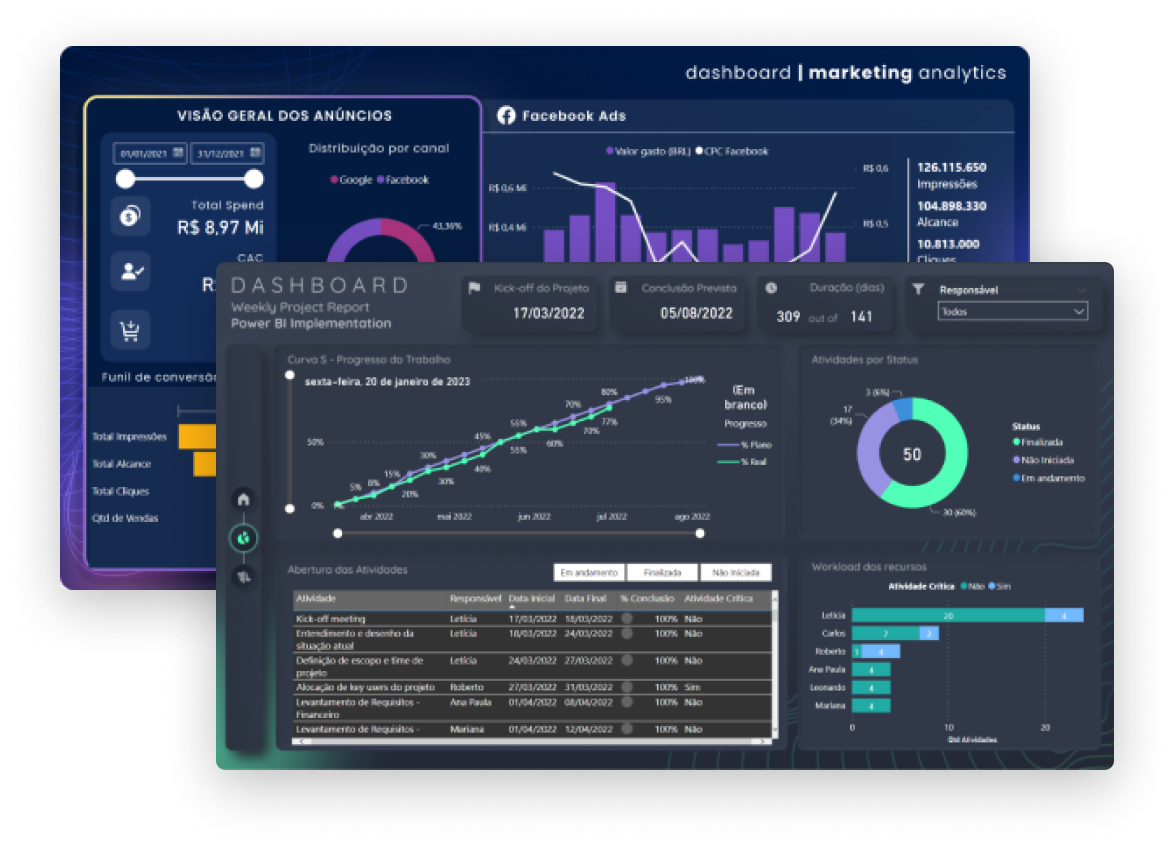 dashboard | marketing analytics
VISÃO GERAL DOS ANÚNCIOS
01/01/2021
31/12/2021
Distribuição por canal
Google Facebook
43,36%
Total Spend
R$ 8,97 Mi
CAC
R
Funil de conversão
Total Impressões
Total Alcance
Total Cliques
Qtd de Vendas
Facebook Ads
Valor gasto (BRL) CPC Facebook
R$ 0,6 Mi
R$ 0,4 Mi
R$ 0,6
R$ 0,5
126.115.650
Impressões
104.898.330
Alcance
10.813.000
Cliques
DASHBOARD
Weekly Project Report
Power BI Implementation
Kick-off do Projeto
17/03/2022
Conclusão Prevista
05/08/2022
Duração (dias)
309 out of 141
Responsável
Todos
Curva S - Progresso do Trabalho
sexta-feira, 20 de janeiro de 2023
50%
0%
5%
8%
15%
20%
30%
30%
45%
40%
55%
55%
60%
70%
70%
80%
77%
95%
100%
abr 2022
mai 2022
jun 2022
jul 2022
ago 2022
(Em
branco)
Progresso
% Plano
% Real
Atividades por Status
3 (6%)
17
(34%)
50
30 (60%)
Status
Finalizada
Não Iniciada
Em andamento
Abertura das Atividades
Em andamento
Finalizada
Não Iniciada
Atividade Responsável Data Inicial Data Final % Conclusão Atividade Crítica
Kick-off meeting Letícia 17/03/2022 18/03/2022 100% Não
Entendimento e desenho da Letícia 18/03/2022 24/03/2022 100% Não
situação atual
Definição de escopo e time de Letícia 24/03/2022 27/03/2022 100% Não
projeto
Alocação de key users do projeto Roberto 27/03/2022 31/03/2022 100% Sim
Levantamento de Requisitos - Ana Paula 01/04/2022 08/04/2022 100% Não
Financeiro
Levantamento de Requisitos - Mariana 01/04/2022 12/04/2022 100% Não
Workload dos recursos
Atividade Crítica Não Sim
Letícia 20 4
Carlos 7 2
Roberto 1 4
Ana Paula 4
Leonardo 4
Mariana 4
0 10 20
Qtd Atividades